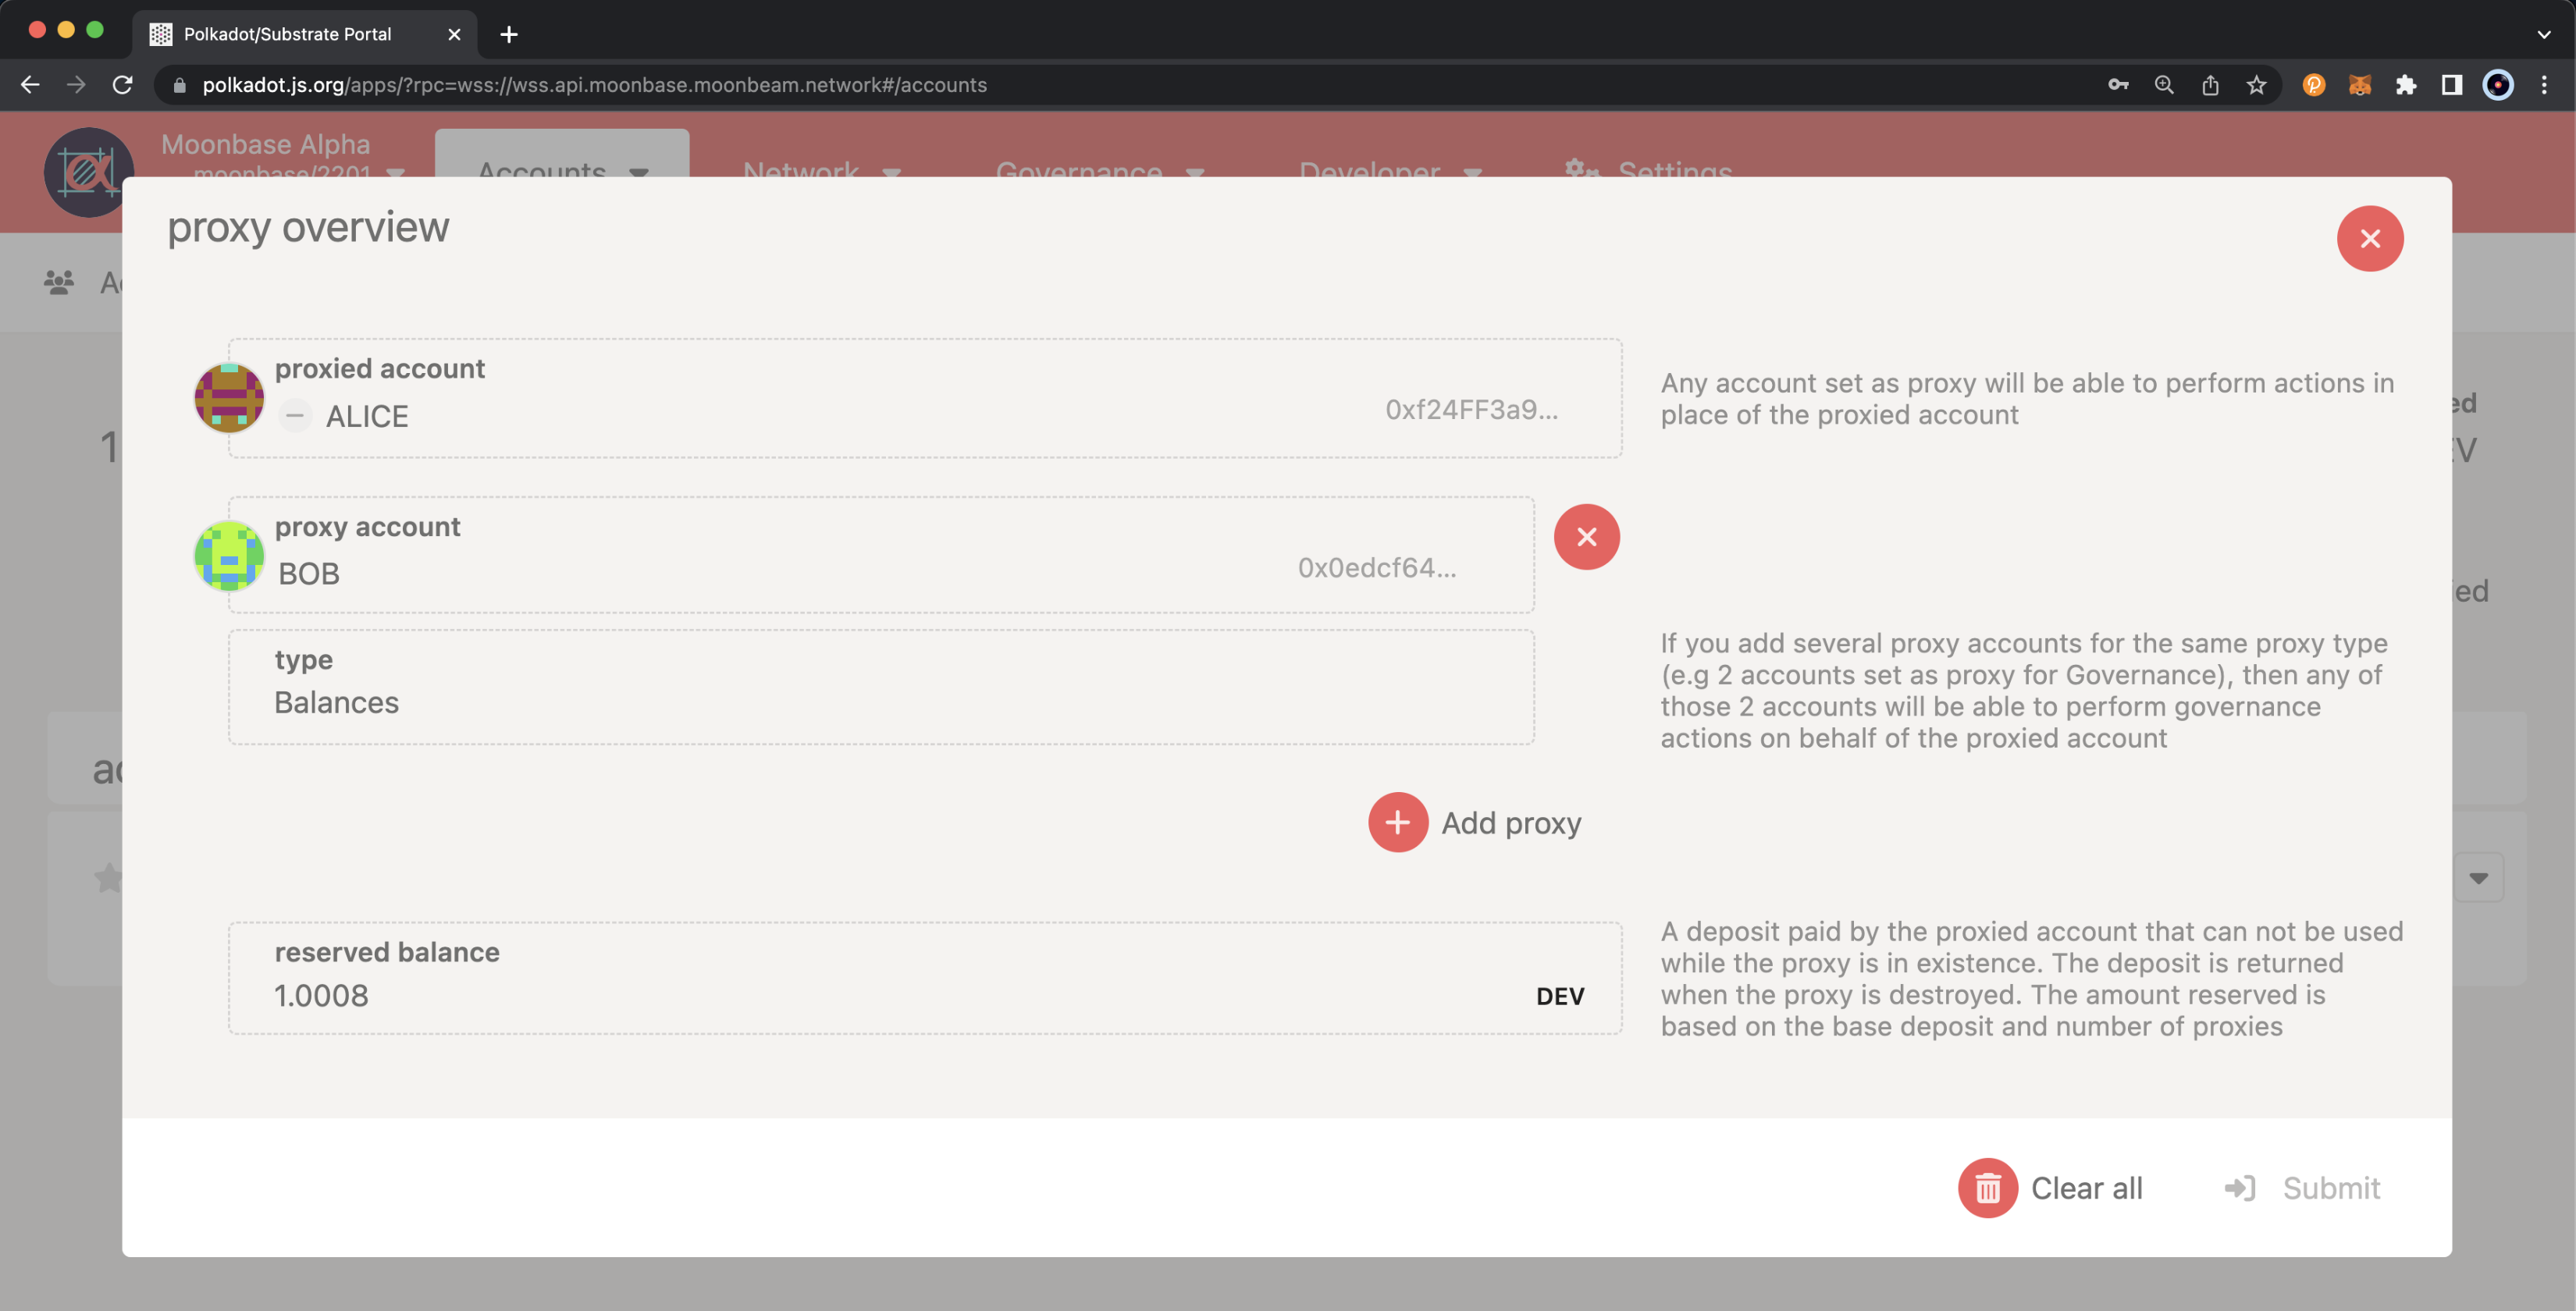 Polkadot/Substrate Portal
polkadot.js.org/apps/?rpc=wss://wss.api.moonbase.moonbeam.network#/accounts
Moonbase Alpha
moonbase/2201
Accounts
Network
Governance
Developer
Settings
proxy overview
proxied account
ALICE
0xf24FF3a9...
Any account set as proxy will be able to perform actions in
place of the proxied account
proxy account
BOB
0x0edcf64...
type
Balances
If you add several proxy accounts for the same proxy type
(e.g 2 accounts set as proxy for Governance), then any of
those 2 accounts will be able to perform governance
actions on behalf of the proxied account
Add proxy
reserved balance
1.0008
DEV
A deposit paid by the proxied account that can not be used
while the proxy is in existence. The deposit is returned
when the proxy is destroyed. The amount reserved is
based on the base deposit and number of proxies
Clear all
Submit